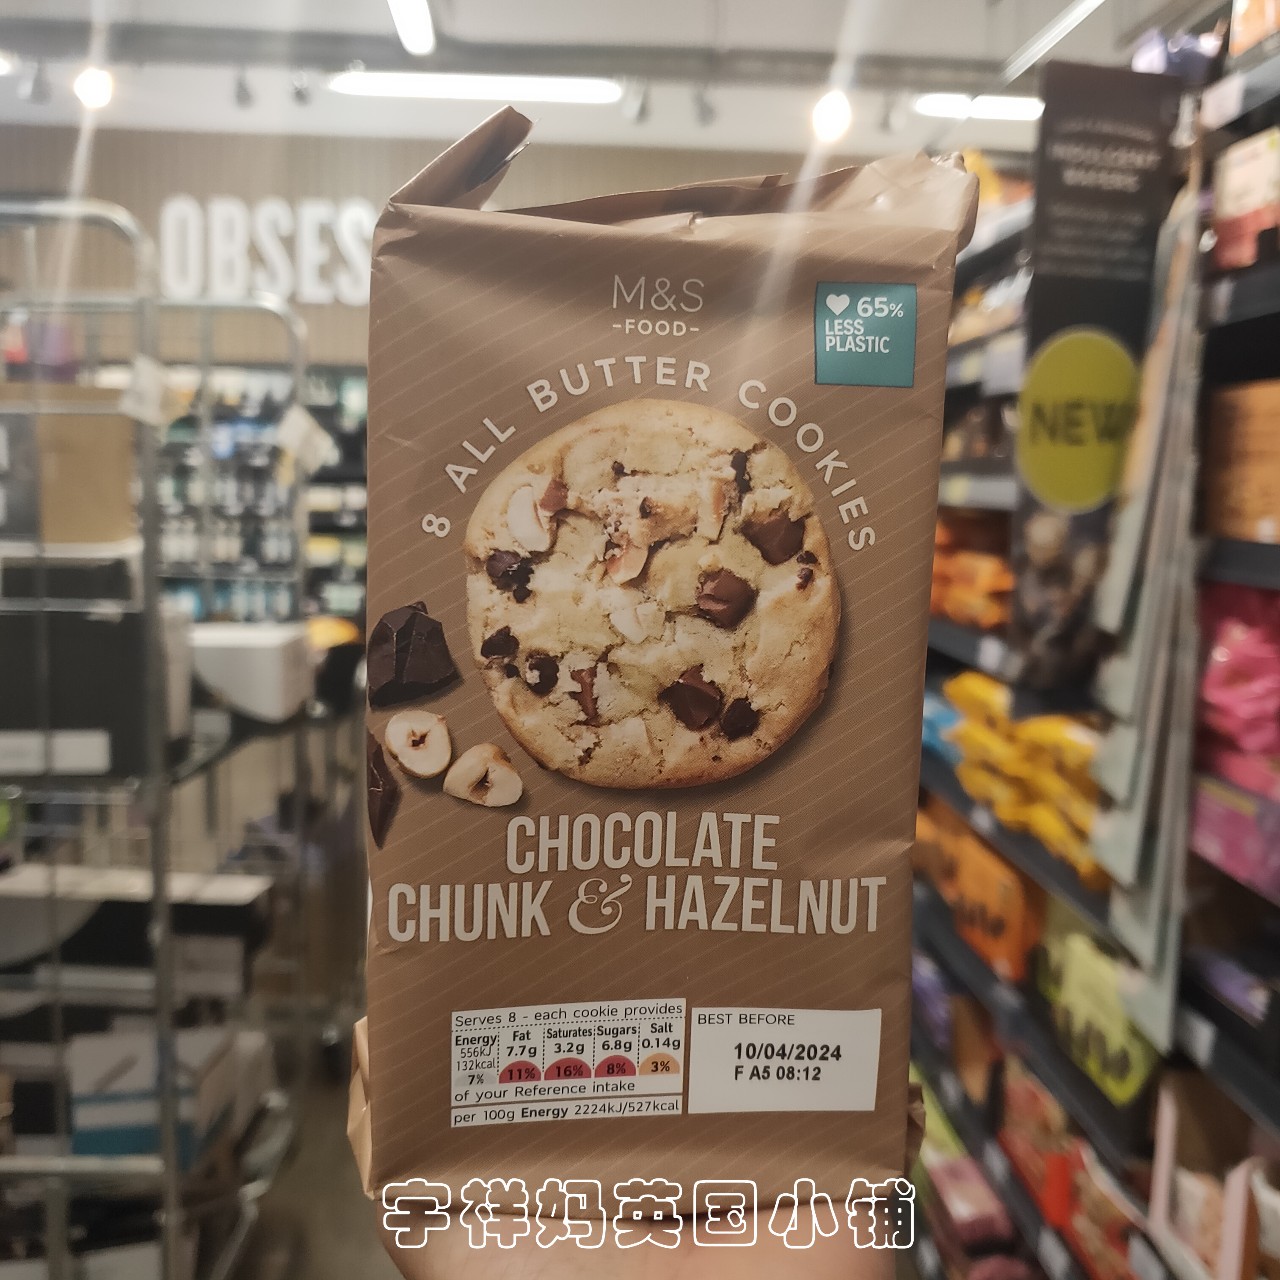 OBSES
INDULGENT
WAFERS
NEW
M&S
-FOOD-
65%
LESS
PLASTIC
8 ALL BUTTER COOKIES
CHOCOLATE
CHUNK & HAZELNUT
Serves 8 - each cookie provides
Energy 556kJ 132kcal 7%
Fat 7.7g 11%
Saturates 3.2g 16%
Sugars 6.8g 8%
Salt 0.14g 3%
of your Reference intake
per 100g Energy 2224kJ/527kcal
BEST BEFORE
10/04/2024
F A5 08:12
宇祥妈英国小铺